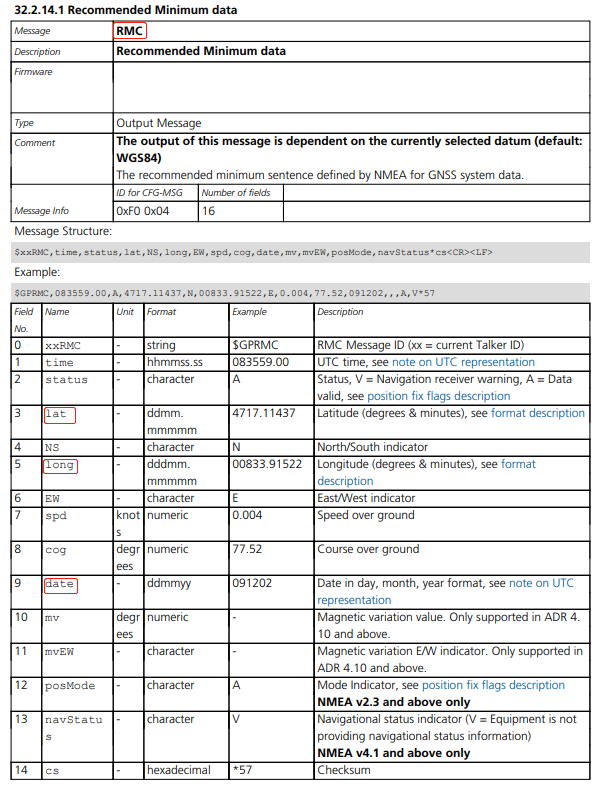 32.2.14.1 Recommended Minimum data
Message RMC
Description Recommended Minimum data
Firmware
Type Output Message
Comment The output of this message is dependent on the currently selected datum (default:
WGS84)
The recommended minimum sentence defined by NMEA for GNSS system data.
ID for CFG-MSG Number of fields
Message Info 0xF0 0x04 16
Message Structure:
$xxRMC,time,status,lat,NS,long,EW,spd,cog,date,mv,mvEW,posMode,navStatus*cs<CR><LF>
Example:
$GPRMC,083559.00,A,4717.11437,N,00833.91522,E,0.004,77.52,091202,,,A,V*57
Field Name Unit Format Example Description
No.
0 xxRMC - string $GPRMC RMC Message ID (xx = current Talker ID)
1 time - hhmmss.ss 083559.00 UTC time, see note on UTC representation
2 status - character A Status, V = Navigation receiver warning, A = Data
valid, see position fix flags description
3 lat - ddmm. 4717.11437 Latitude (degrees & minutes), see format description
mmmmm
4 NS - character N North/South indicator
5 long - dddmm. 00833.91522 Longitude (degrees & minutes), see format
mmmmm description
6 EW - character E East/West indicator
7 spd knot numeric 0.004 Speed over ground
s
8 cog degr numeric 77.52 Course over ground
ees
9 date - ddmmyy 091202 Date in day, month, year format, see note on UTC
representation
10 mv degr numeric - Magnetic variation value. Only supported in ADR 4.
ees 10 and above.
11 mvEW - character - Magnetic variation E/W indicator. Only supported in
ADR 4.10 and above.
12 posMode - character A Mode Indicator, see position fix flags description
NMEA v2.3 and above only
13 navStatu - character V Navigational status indicator (V = Equipment is not
s providing navigational status information)
NMEA v4.1 and above only
14 cs - hexadecimal *57 Checksum